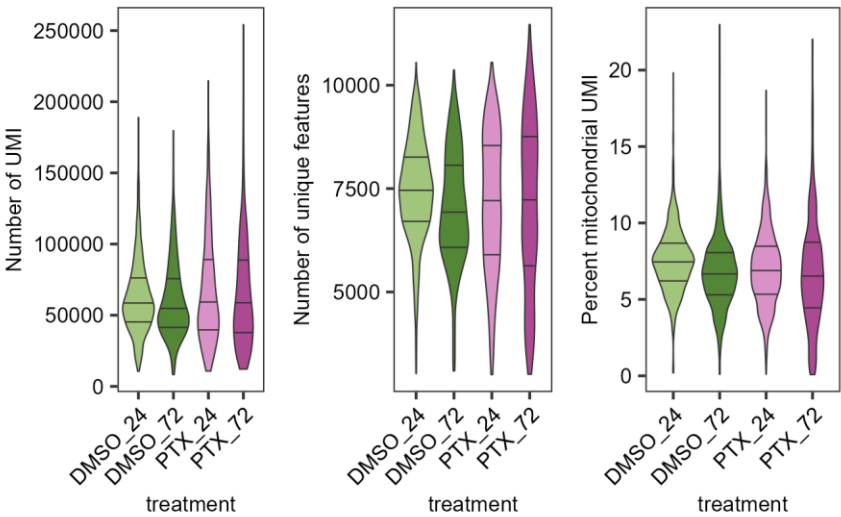 Number of UMI
250000
200000
150000
100000
50000
0
DMSO_24
DMSO_72
PTX_24
PTX_72
treatment
Number of unique features
10000
7500
5000
DMSO_24
DMSO_72
PTX_24
PTX_72
treatment
Percent mitochondrial UMI
20
15
10
5
0
DMSO_24
DMSO_72
PTX_24
PTX_72
treatment